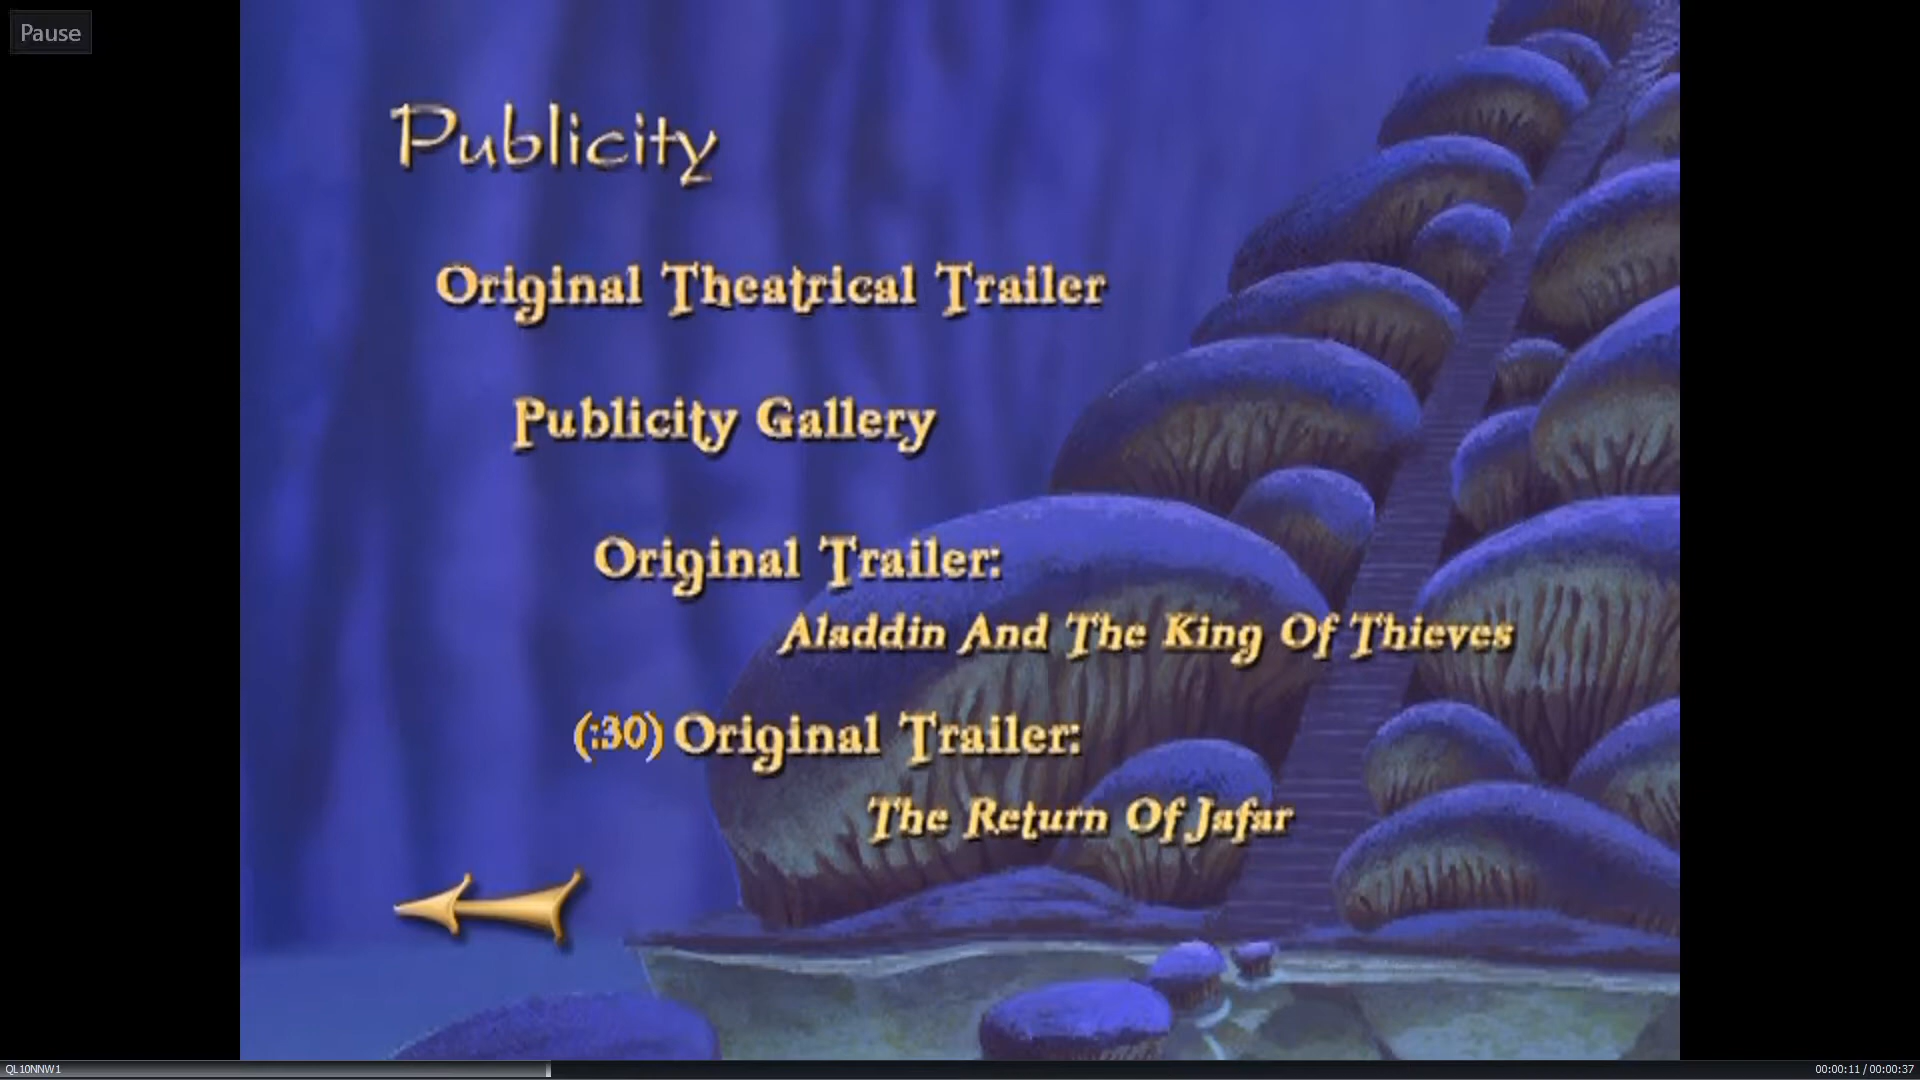 Pause
Publicity
Original Theatrical Trailer
Publicity Gallery
Original Trailer:
Aladdin And The King Of Thieves
(:30) Original Trailer:
The Return Of Jafar
QL10NNW1
00:00:11 / 00:00:37